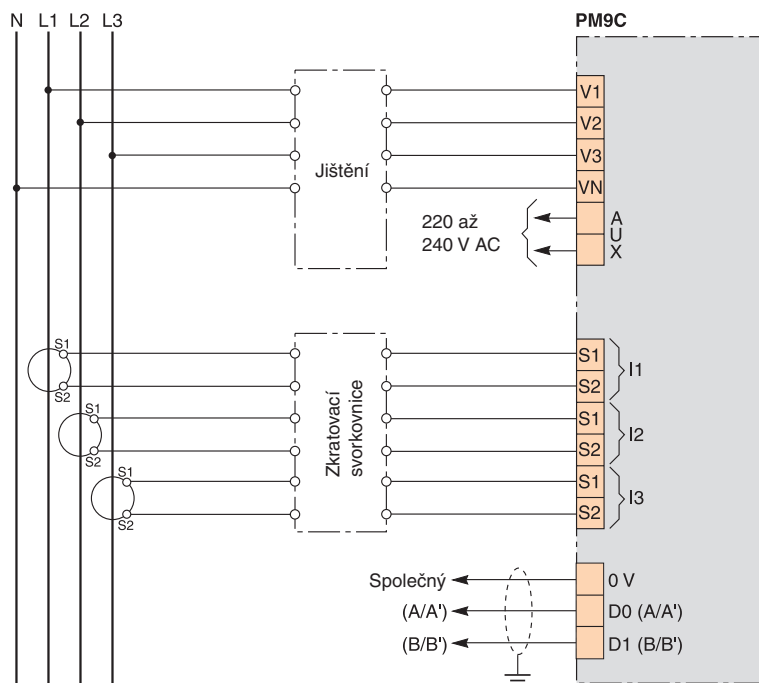 N L1 L2 L3
PM9C
V1
V2
V3
VN
Jištění
220 až
240 V AC
A
U
X
S1
S2
S1
S2
S1
S2
Zkratovací
svorkovnice
S1
S2
I1
S1
S2
I2
S1
S2
I3
Společný
0 V
(A/A')
D0 (A/A')
(B/B')
D1 (B/B')